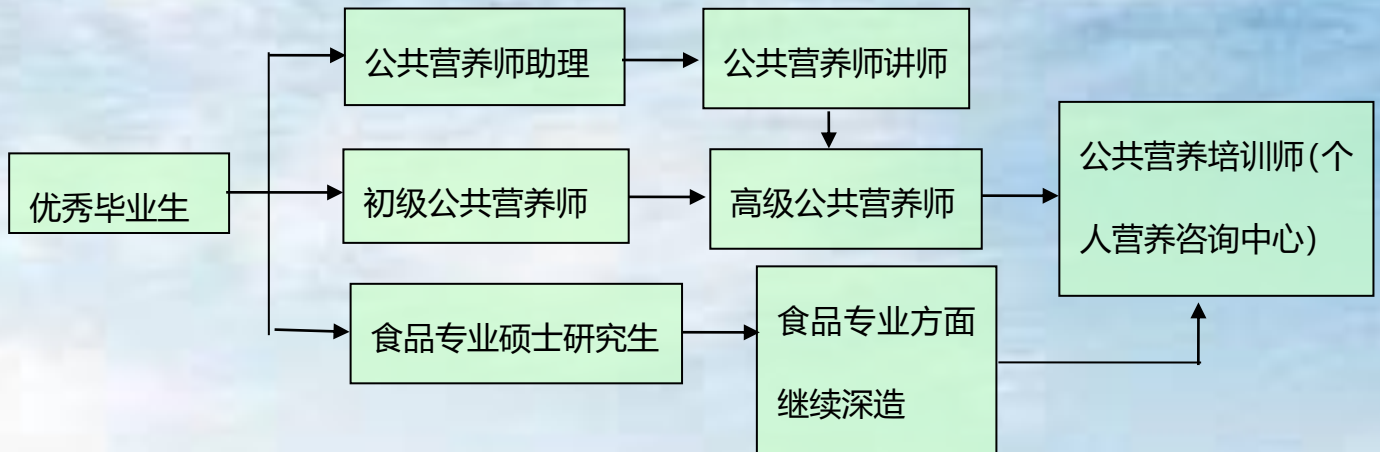 公共营养师助理
公共营养师讲师
优秀毕业生
初级公共营养师
高级公共营养师
公共营养培训师(个
人营养咨询中心)
食品专业硕士研究生
食品专业方面
继续深造